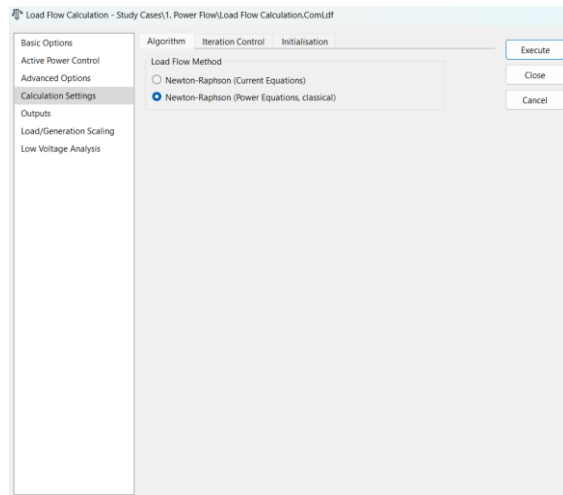 Load Flow Calculation - Study Cases\1. Power Flow\Load Flow Calculation.ComLdf
Basic Options
Active Power Control
Advanced Options
Calculation Settings
Outputs
Load/Generation Scaling
Low Voltage Analysis
Algorithm Iteration Control Initialisation
Load Flow Method
Newton-Raphson (Current Equations)
Newton-Raphson (Power Equations, classical)
Execute
Close
Cancel